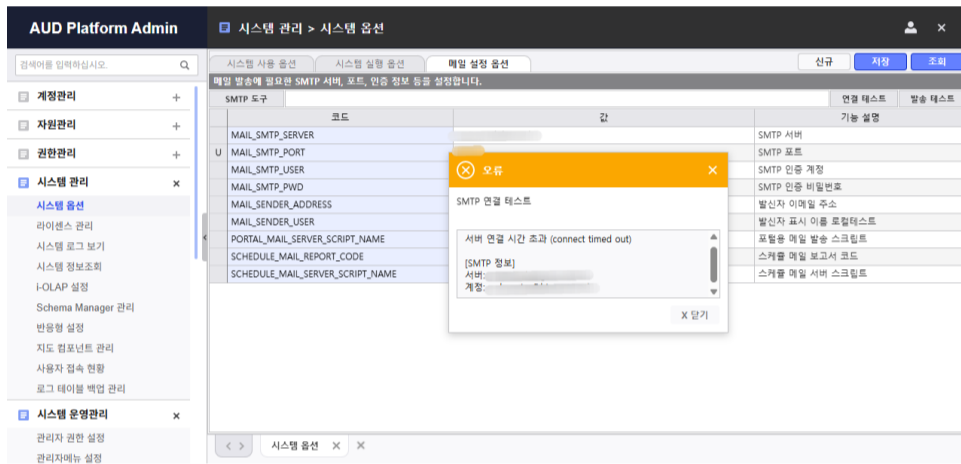 AUD Platform Admin
시스템 관리 > 시스템 옵션
검색어를 입력하십시오.
계정관리
자원관리
권한관리
시스템 관리
시스템 옵션
라이센스 관리
시스템 로그 보기
시스템 정보조회
i-OLAP 설정
Schema Manager 관리
반응형 설정
지도 컴포넌트 관리
사용자 접속 현황
로그 테이블 백업 관리
시스템 운영관리
관리자 권한 설정
관리자메뉴 설정
시스템 사용 옵션 시스템 실행 옵션 메일 설정 옵션 신규 저장 조회
메일 발송에 필요한 SMTP 서버, 포트, 인증 정보 등을 설정합니다.
SMTP 도구 연결 테스트 발송 테스트
코드 값 기능 설명
MAIL_SMTP_SERVER SMTP 서버
U MAIL_SMTP_PORT SMTP 포트
MAIL_SMTP_USER SMTP 인증 계정
MAIL_SMTP_PWD SMTP 인증 비밀번호
MAIL_SENDER_ADDRESS 발신자 이메일 주소
MAIL_SENDER_USER 발신자 표시 이름 로컬테스트
PORTAL_MAIL_SERVER_SCRIPT_NAME 포털용 메일 발송 스크립트
SCHEDULE_MAIL_REPORT_CODE 스케줄 메일 보고서 코드
SCHEDULE_MAIL_SERVER_SCRIPT_NAME 스케줄 메일 서버 스크립트
오류
SMTP 연결 테스트
서버 연결 시간 초과 (connect timed out)
[SMTP 정보]
서버:
계정:
X 닫기
시스템 옵션